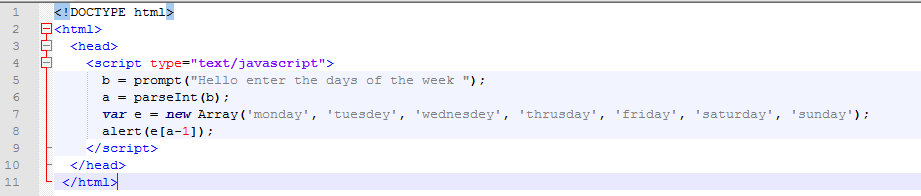 1 <!DOCTYPE html>
2 <html>
3 <head>
4 <script type="text/javascript">
5 b = prompt("Hello enter the days of the week ");
6 a = parseInt(b);
7 var e = new Array('monday', 'tuesdey', 'wednesdey', 'thrusday', 'friday', 'saturday', 'sunday');
8 alert(e[a-1]);
9 </script>
10 </head>
11 </html>